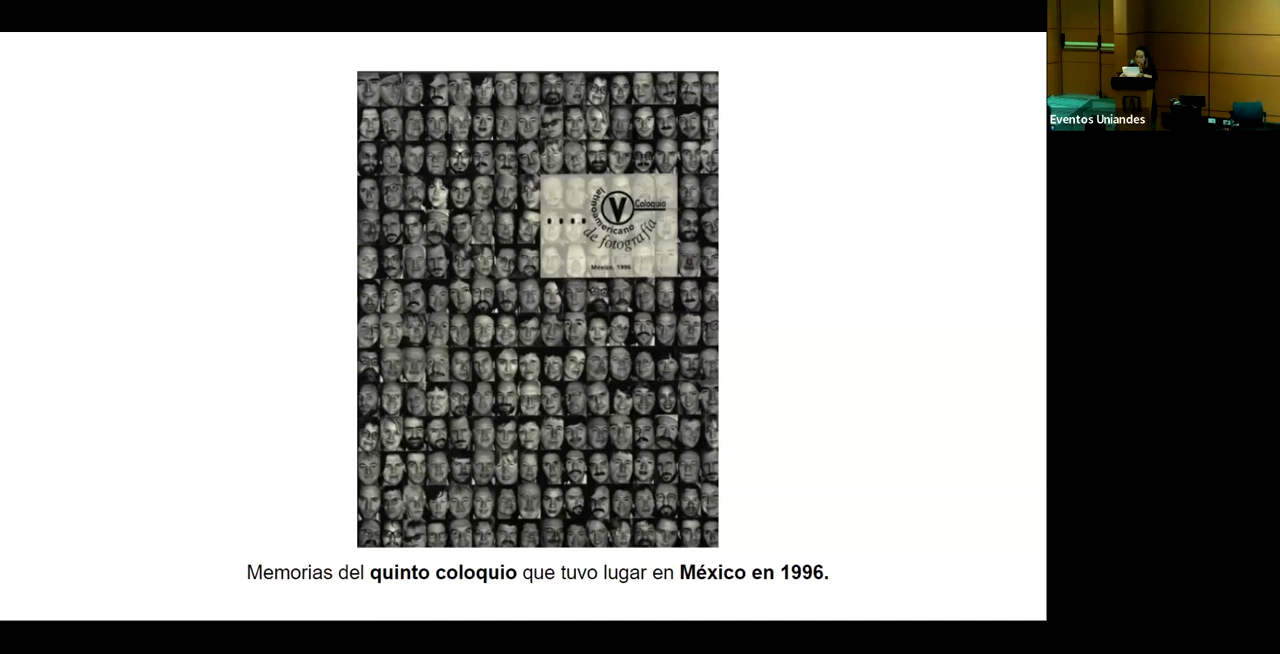 V
Coloquio
latinoamericano
de fotografía
México, 1996
Memorias del quinto coloquio que tuvo lugar en México en 1996.
Eventos Uniandes